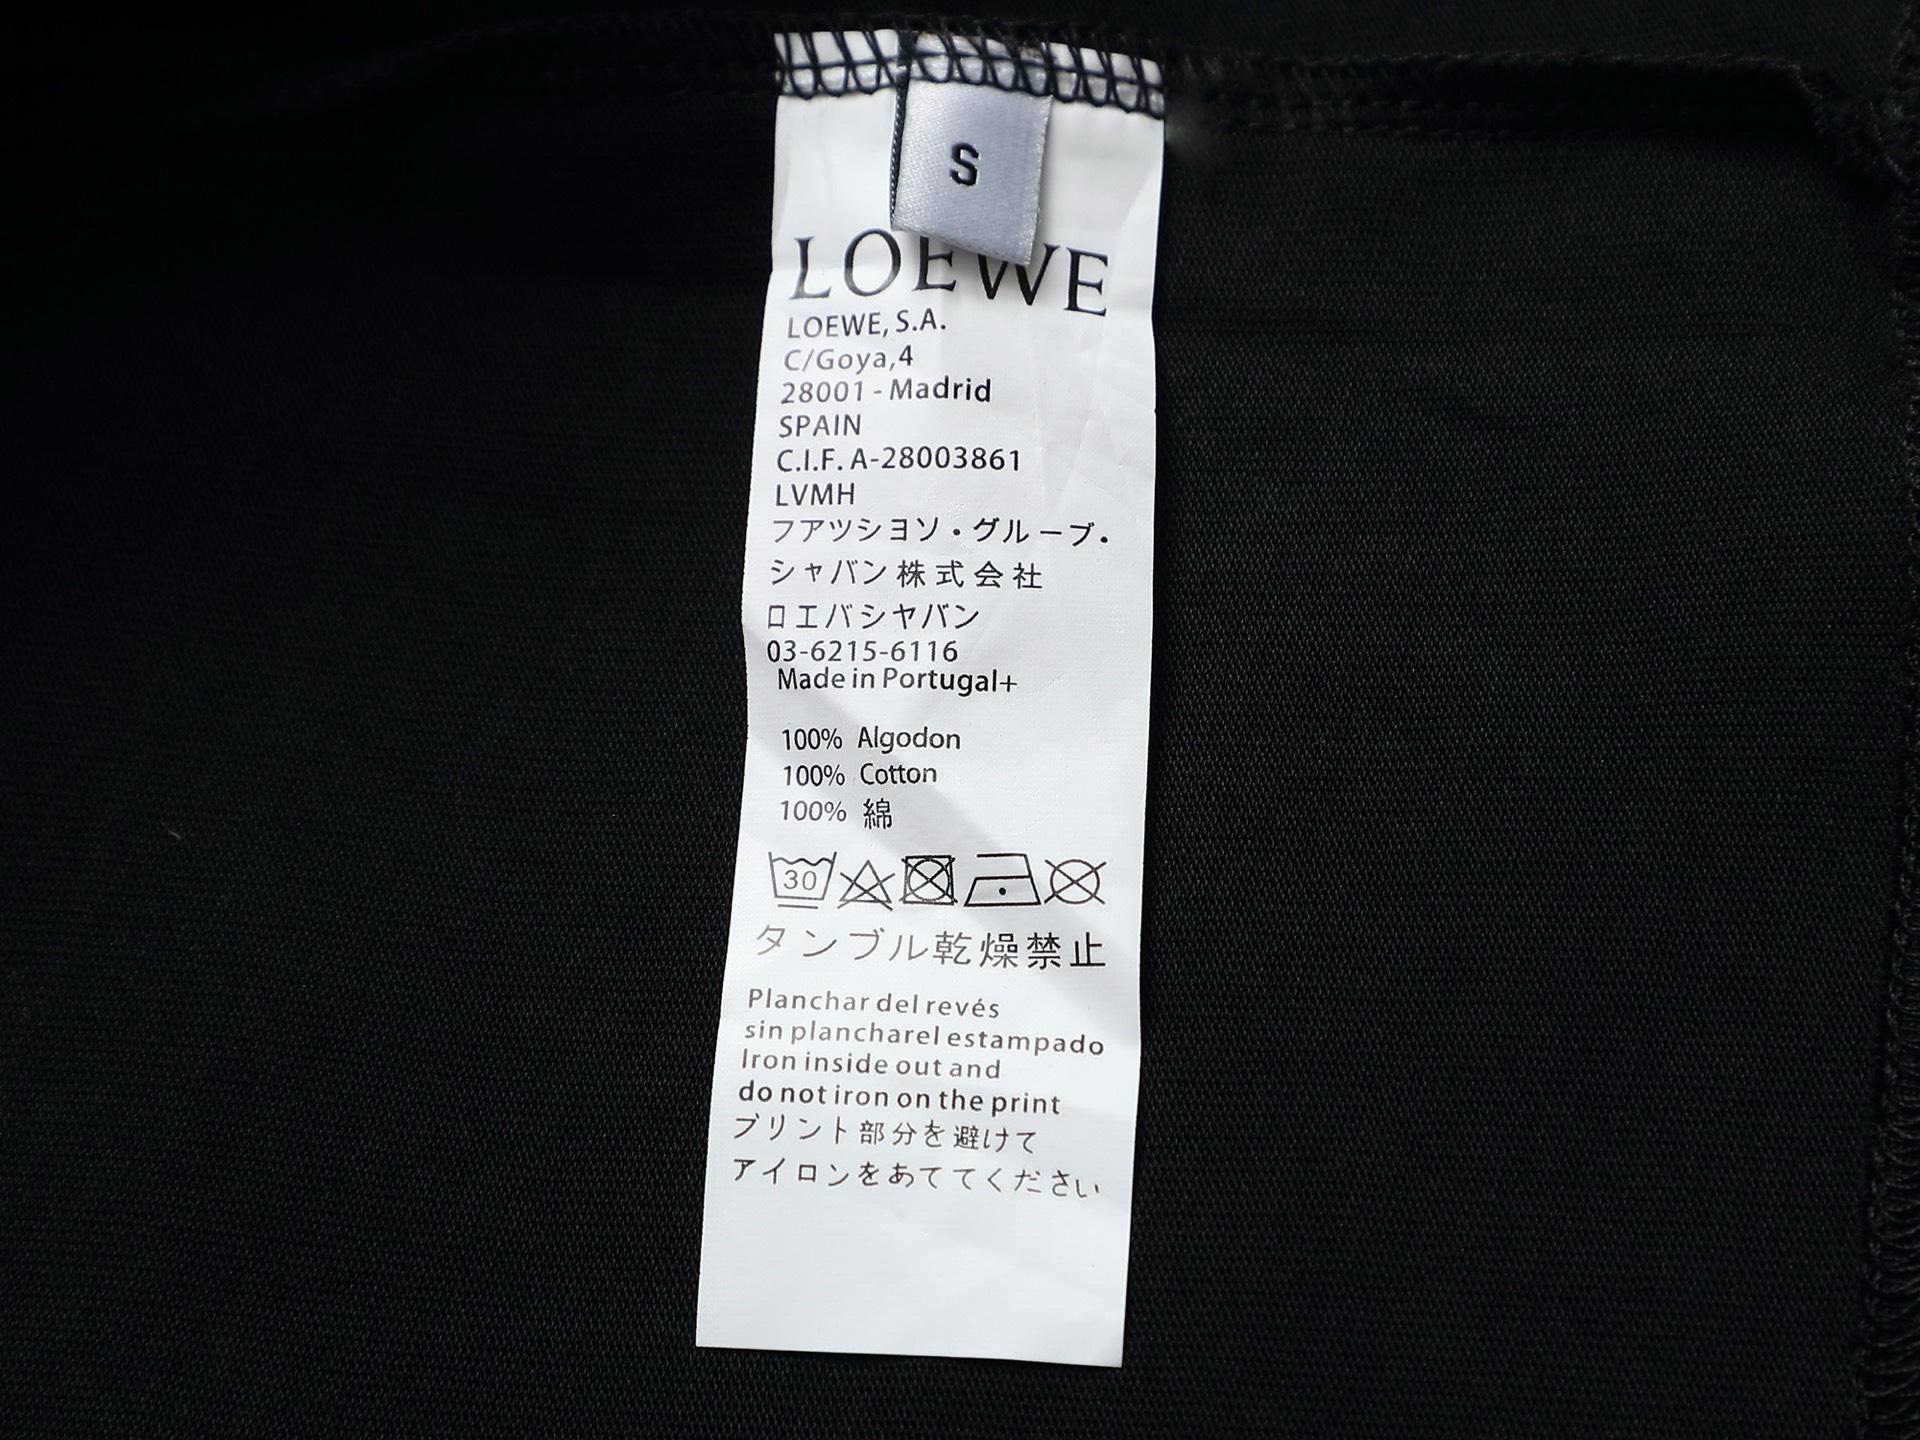 S
LOEWE
LOEWE, S.A.
C/Goya,4
28001 - Madrid
SPAIN
C.I.F. A-28003861
LVMH
フアツシヨソ・グループ・
シャバン株式会社
ロエバシヤバン
03-6215-6116
Made in Portugal+
100% Algodon
100% Cotton
100% 綿
30
タンブル乾燥禁止
Planchar del revés
sin plancharel estampado
Iron inside out and
do not iron on the print
プリント部分を避けて
アイロンをあててください